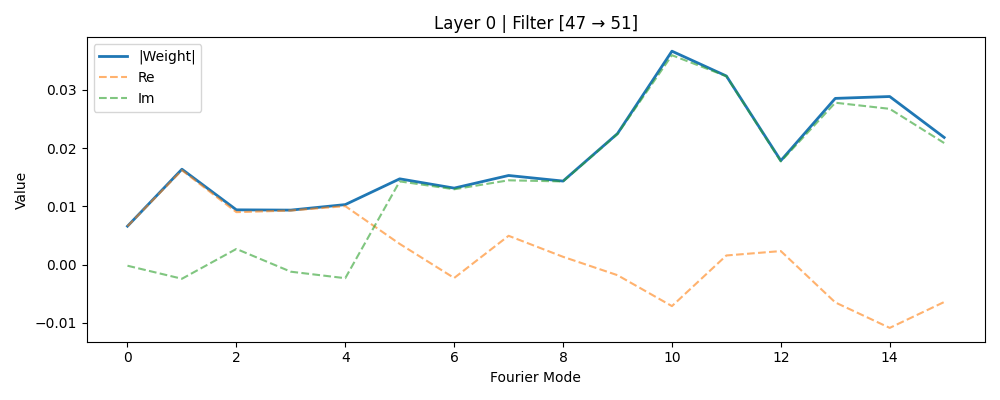 Layer 0 | Filter [47 → 51]
|Weight|
Re
Im
Value
0.03
0.02
0.01
0.00
−0.01
0 2 4 6 8 10 12 14
Fourier Mode